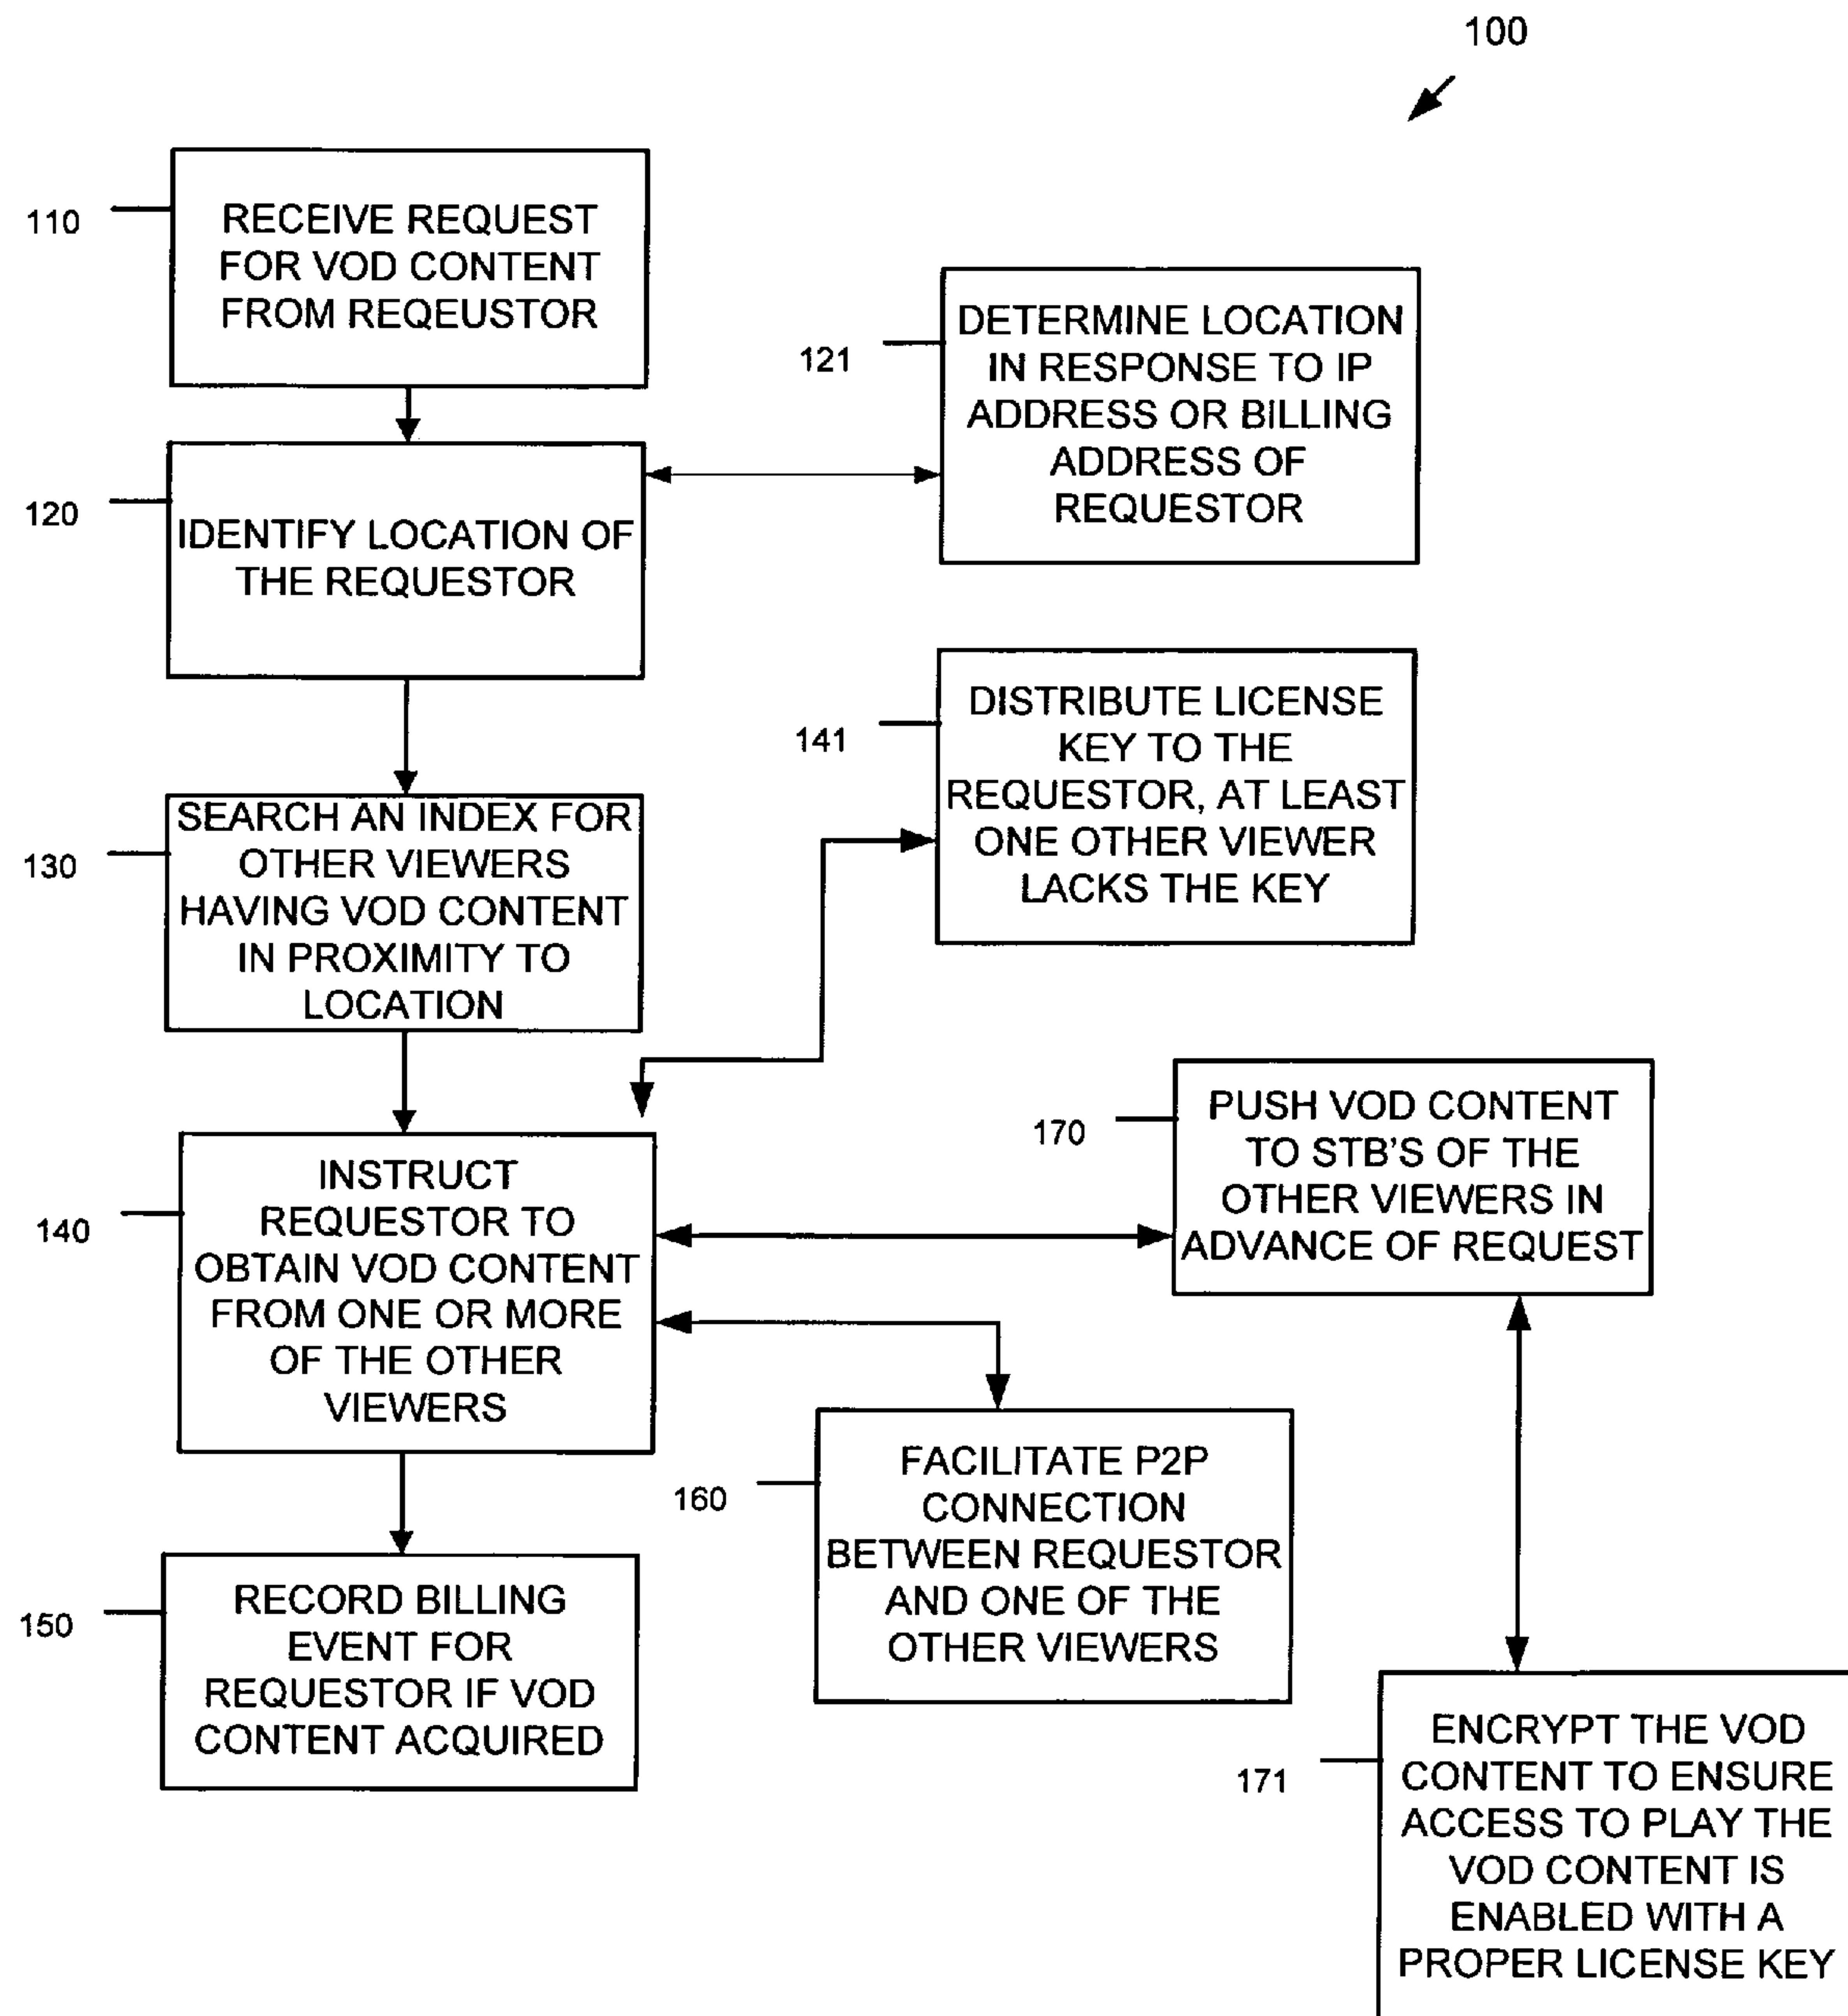 100
110
RECEIVE REQUEST
FOR VOD CONTENT
FROM REQEUSTOR
121
DETERMINE LOCATION
IN RESPONSE TO IP
ADDRESS OR BILLING
ADDRESS OF
REQUESTOR
120
IDENTIFY LOCATION OF
THE REQUESTOR
141
DISTRIBUTE LICENSE
KEY TO THE
REQUESTOR, AT LEAST
ONE OTHER VIEWER
LACKS THE KEY
130
SEARCH AN INDEX FOR
OTHER VIEWERS
HAVING VOD CONTENT
IN PROXIMITY TO
LOCATION
170
PUSH VOD CONTENT
TO STB'S OF THE
OTHER VIEWERS IN
ADVANCE OF REQUEST
140
INSTRUCT
REQUESTOR TO
OBTAIN VOD CONTENT
FROM ONE OR MORE
OF THE OTHER
VIEWERS
160
FACILITATE P2P
CONNECTION
BETWEEN REQUESTOR
AND ONE OF THE
OTHER VIEWERS
150
RECORD BILLING
EVENT FOR
REQUESTOR IF VOD
CONTENT ACQUIRED
171
ENCRYPT THE VOD
CONTENT TO ENSURE
ACCESS TO PLAY THE
VOD CONTENT IS
ENABLED WITH A
PROPER LICENSE KEY